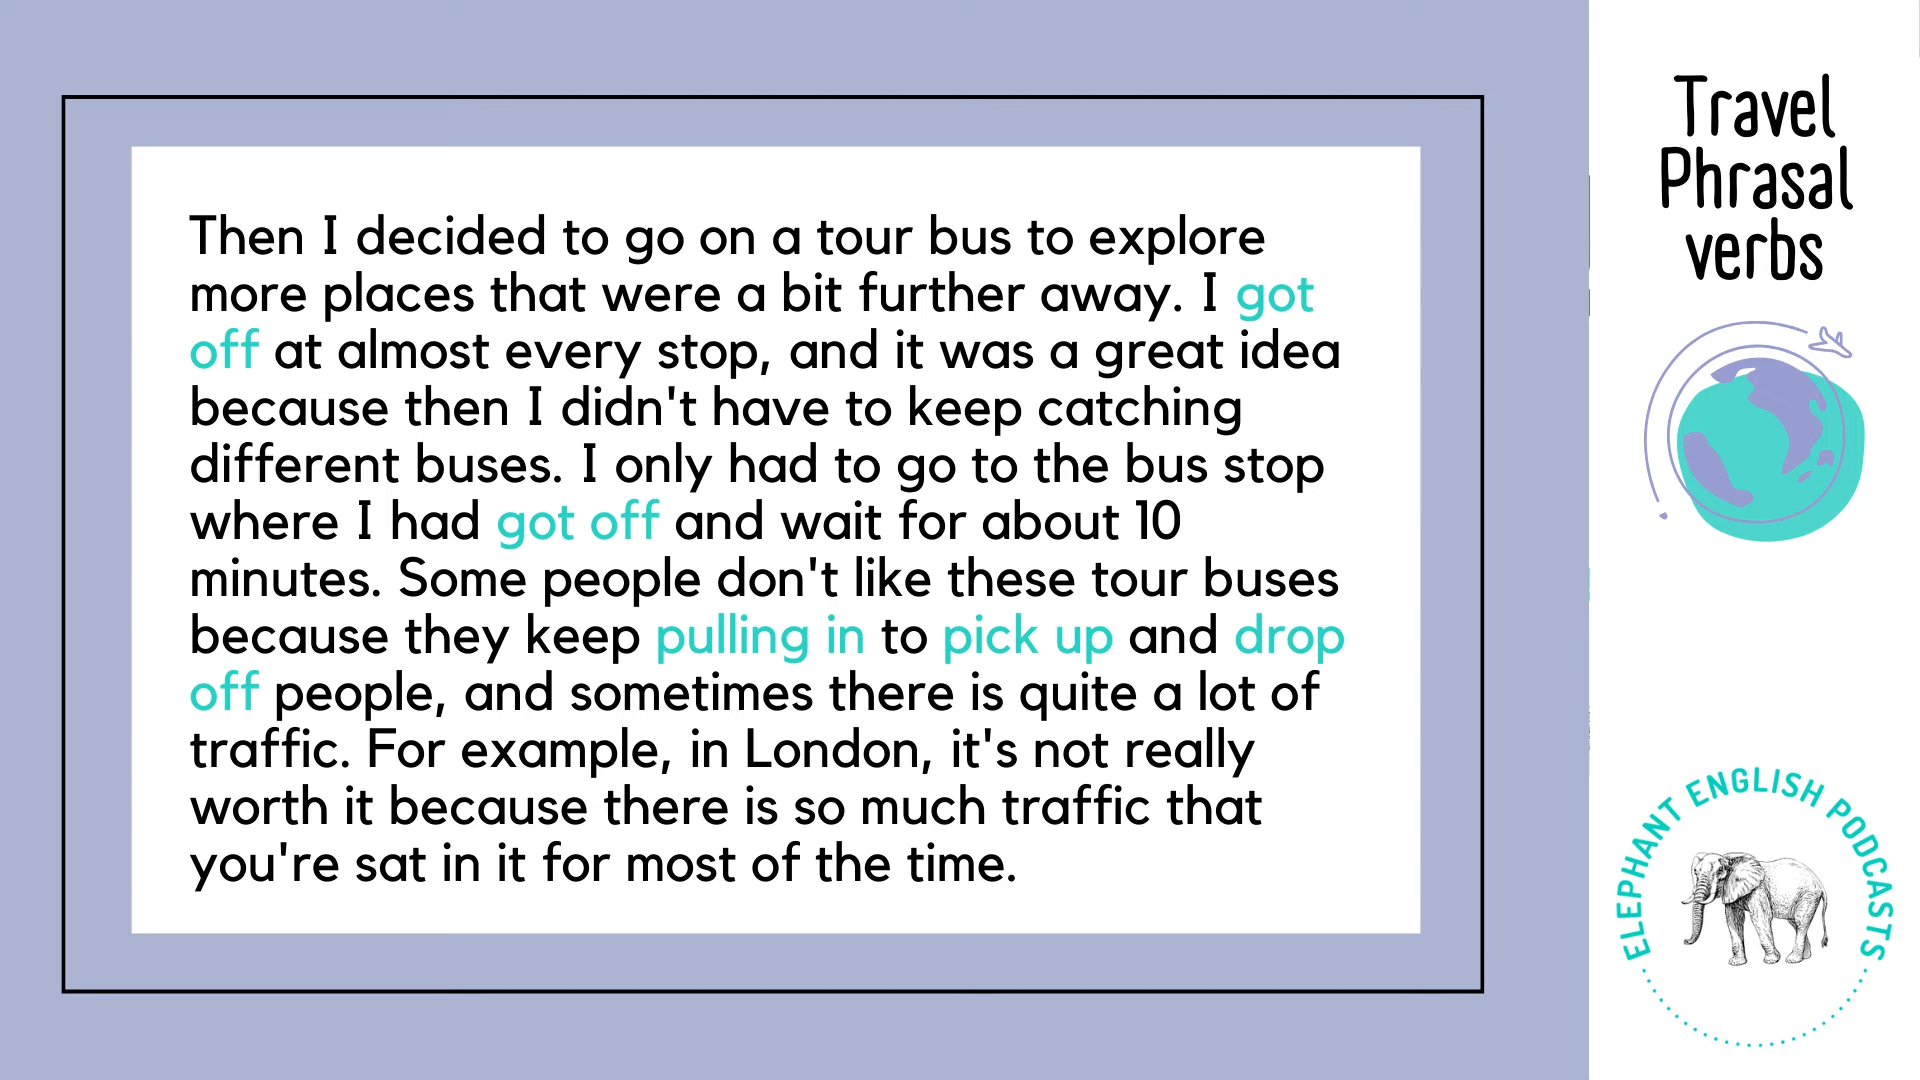 Then I decided to go on a tour bus to explore
more places that were a bit further away. I got
off at almost every stop, and it was a great idea
because then I didn't have to keep catching
different buses. I only had to go to the bus stop
where I had got off and wait for about 10
minutes. Some people don't like these tour buses
because they keep pulling in to pick up and drop
off people, and sometimes there is quite a lot of
traffic. For example, in London, it's not really
worth it because there is so much traffic that
you're sat in it for most of the time.
Travel
Phrasal
verbs
ELEPHANT ENGLISH PODCASTS